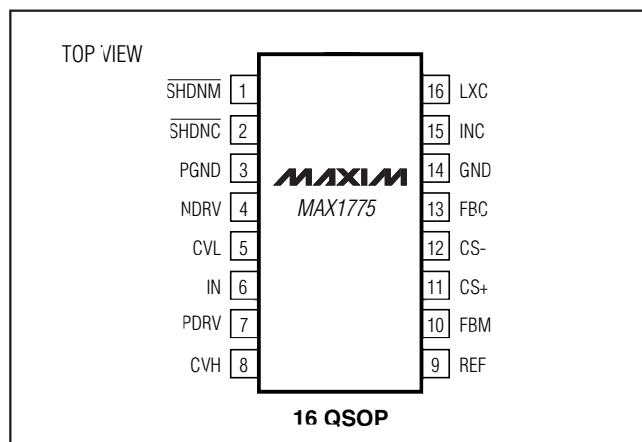 TOP VIEW
SHDNM 1
SHDNC 2
PGND 3
NDRV 4
CVL 5
IN 6
PDRV 7
CVH 8
MAXIM
MAX1775
16 LXC
15 INC
14 GND
13 FBC
12 CS-
11 CS+
10 FBM
9 REF
16 QSOP